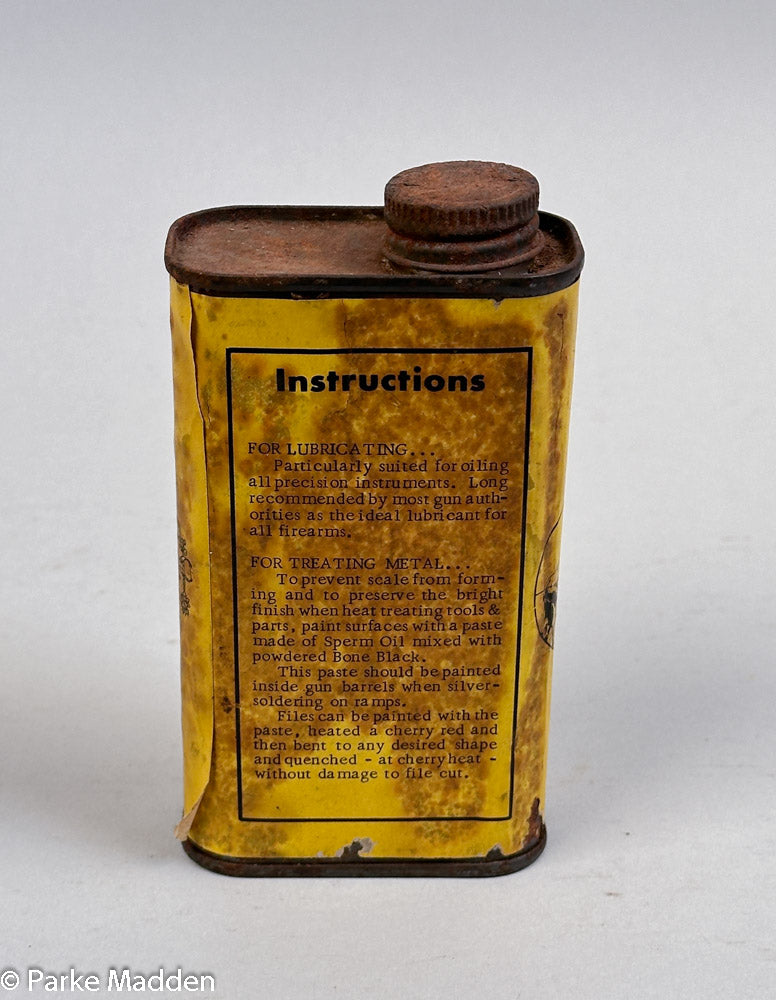 Instructions
FOR LUBRICATING...
Particularly suited for oiling
all precision instruments. Long
recommended by most gun auth-
orities as the ideal lubricant for
all firearms.
FOR TREATING METAL...
To prevent scale from form-
ing and to preserve the bright
finish when heat treating tools &
parts, paint surfaces with a paste
made of Sperm Oil mixed with
powdered Bone Black.
This paste should be painted
inside gun barrels when silver-
soldering on ramps.
Files can be painted with the
paste, heated a cherry red and
then bent to any desired shape
and quenched - at cherry heat -
without damage to file cut.
© Parke Madden